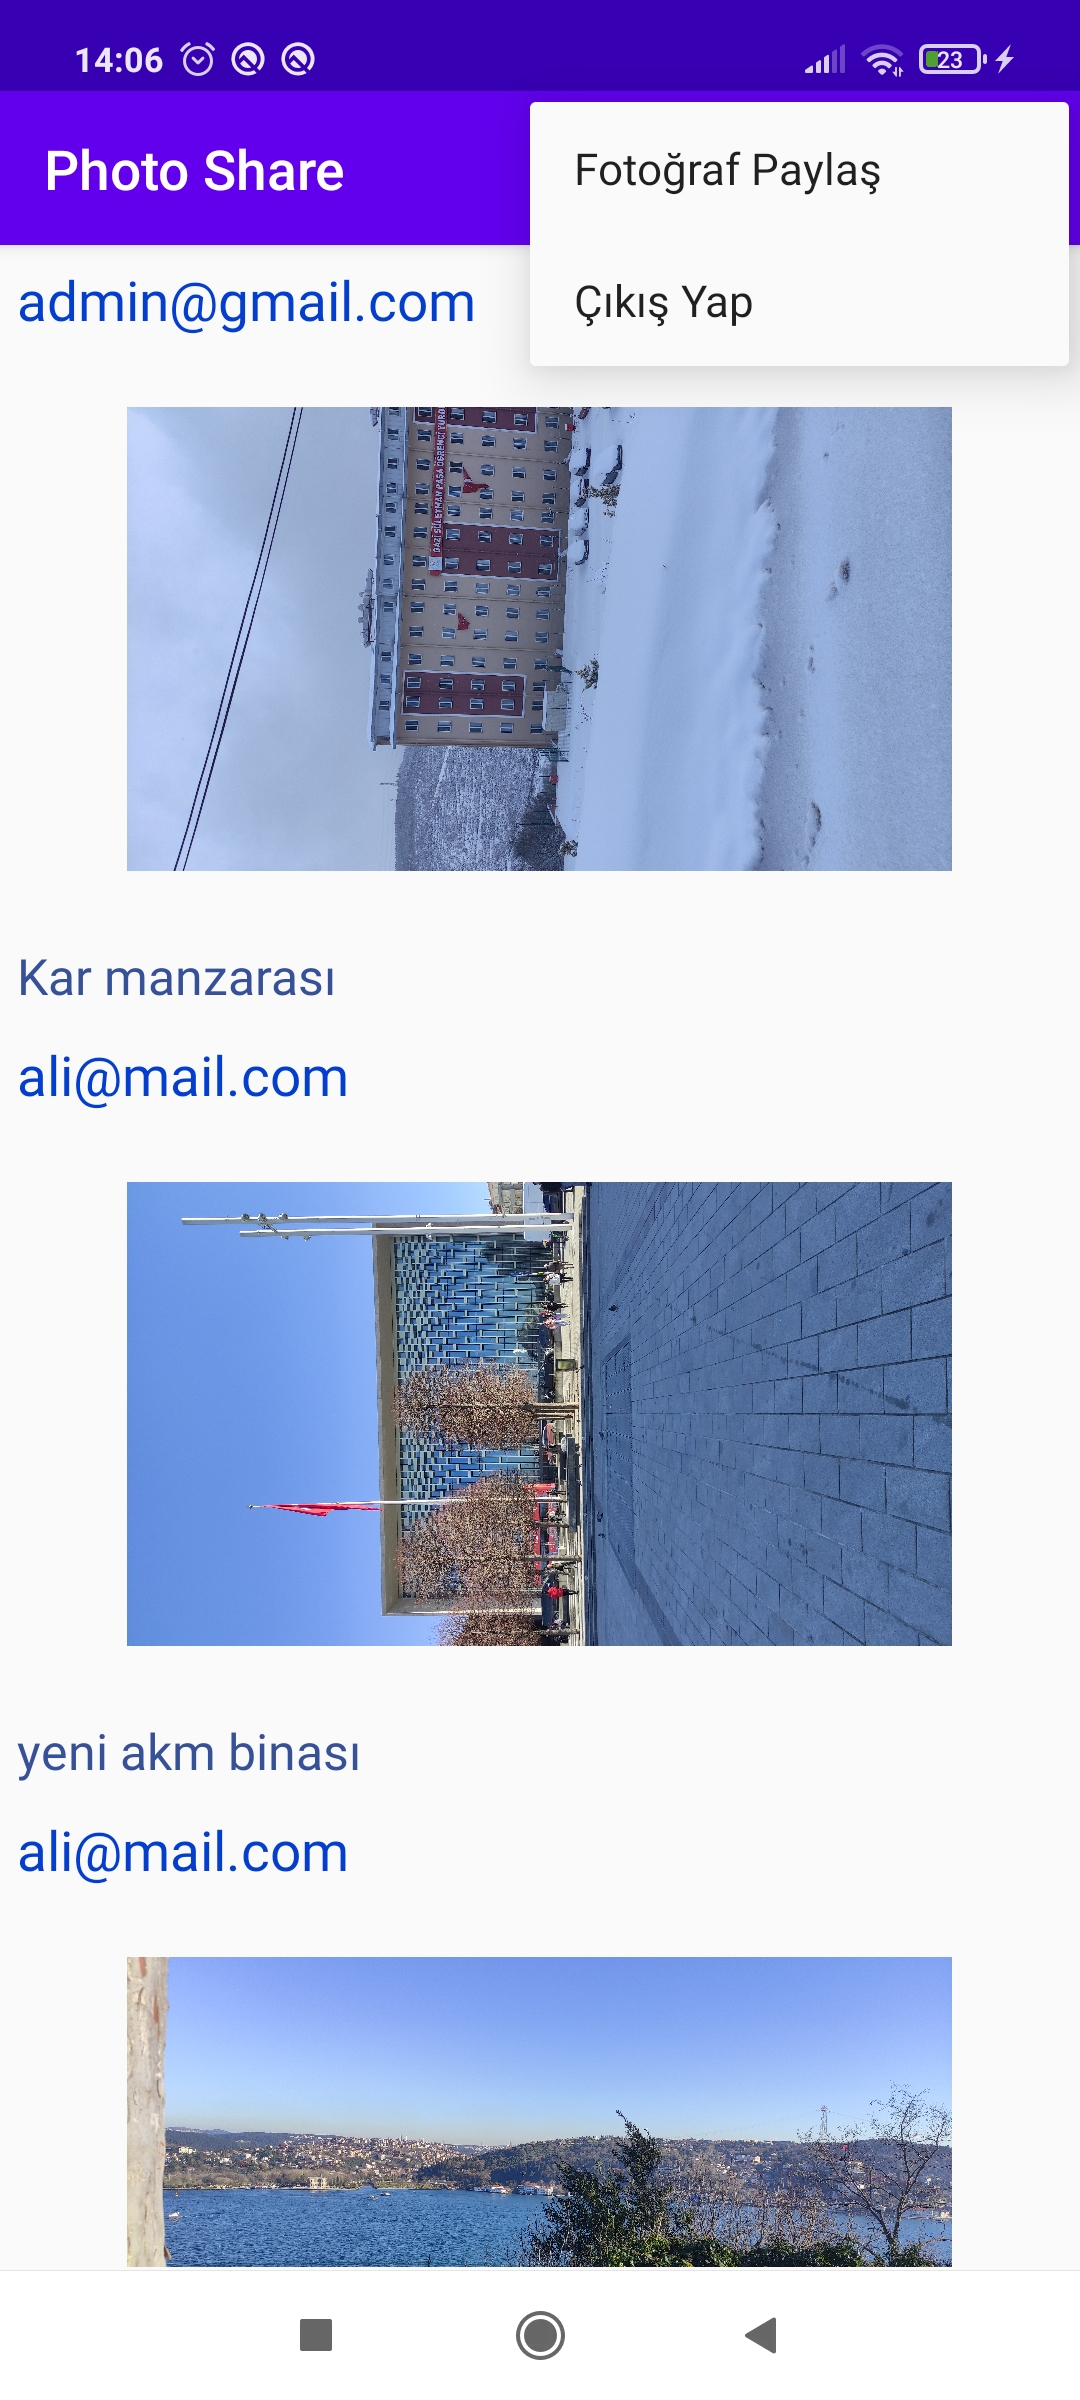 14:06
23
Photo Share
Fotoğraf Paylaş
Çıkış Yap
admin@gmail.com
GAZİ SÜLEYMAN PAŞA ÖĞRENCİ YURDU
Kar manzarası
ali@mail.com
yeni akm binası
ali@mail.com